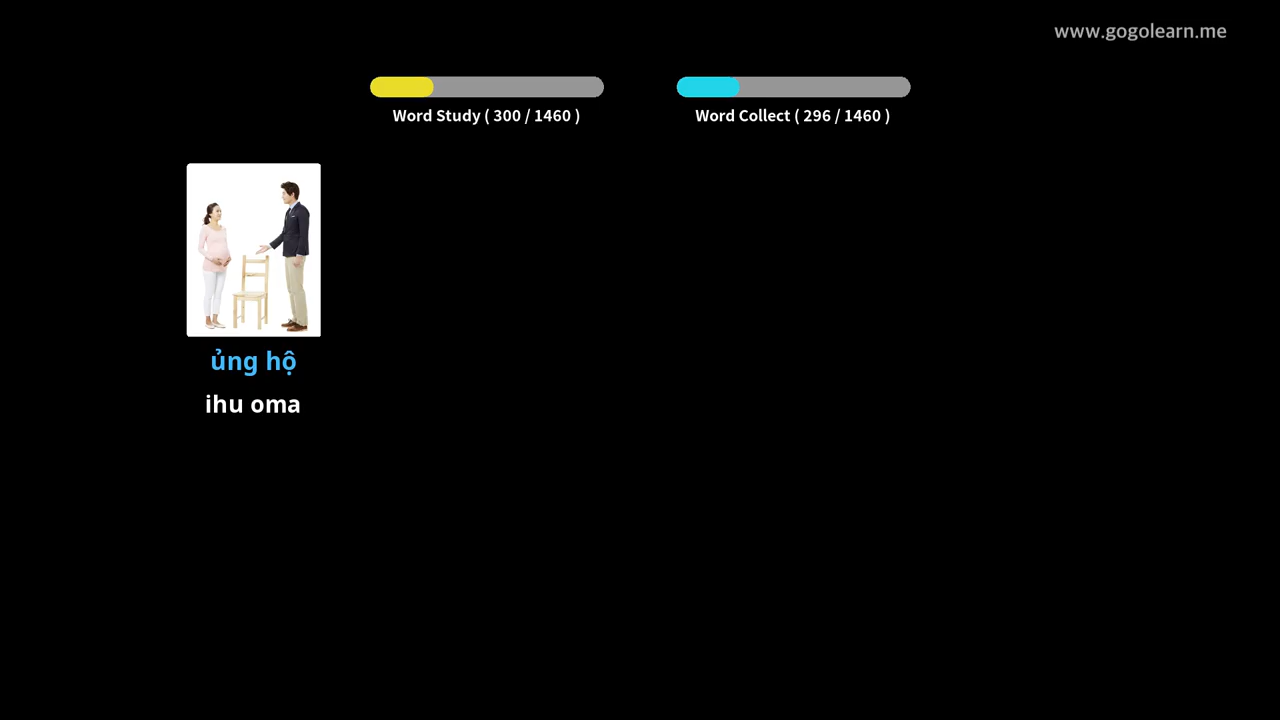 www.gogolearn.me
Word Study ( 300 / 1460 )
Word Collect ( 296 / 1460 )
ủng hộ
ihu oma